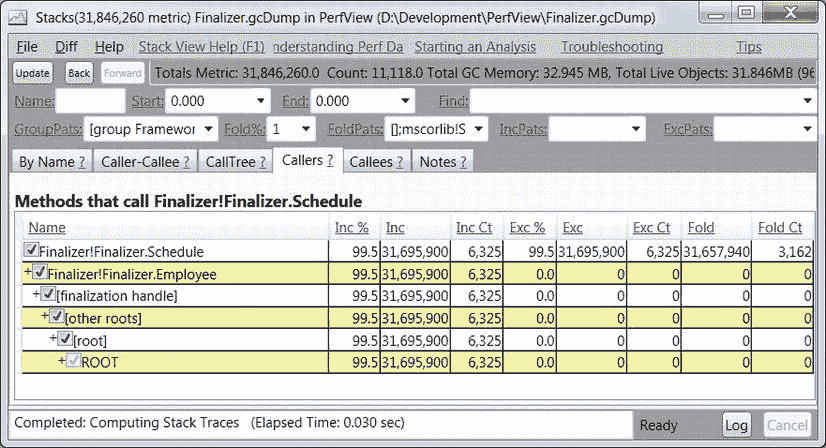 Stacks(31,846,260 metric) Finalizer.gcDump in PerfView (D:\Development\PerfView\Finalizer.gcDump)
File Diff Help Stack View Help (F1) nderstanding Perf Da Starting an Analysis Troubleshooting Tips
Update Back Forward Totals Metric: 31,846,260.0 Count: 11,118.0 Total GC Memory: 32.945 MB, Total Live Objects: 31.846MB (96
Name: Start: 0.000 End: 0.000 Find:
GroupPats: [group Framewor Fold%: 1 FoldPats: [];mscorlib!S IncPats: ExcPats:
By Name ? Caller-Callee ? CallTree ? Callers ? Callees ? Notes ?
Methods that call Finalizer!Finalizer.Schedule
Name Inc % Inc Inc Ct Exc % Exc Exc Ct Fold Fold Ct
Finalizer!Finalizer.Schedule 99.5 31,695,900 6,325 99.5 31,695,900 6,325 31,657,940 3,162
+Finalizer!Finalizer.Employee 99.5 31,695,900 6,325 0.0 0 0 0 0
+[finalization handle] 99.5 31,695,900 6,325 0.0 0 0 0 0
+[other roots] 99.5 31,695,900 6,325 0.0 0 0 0 0
+[root] 99.5 31,695,900 6,325 0.0 0 0 0 0
+ROOT 99.5 31,695,900 6,325 0.0 0 0 0 0
Completed: Computing Stack Traces (Elapsed Time: 0.030 sec) Ready Log Cancel